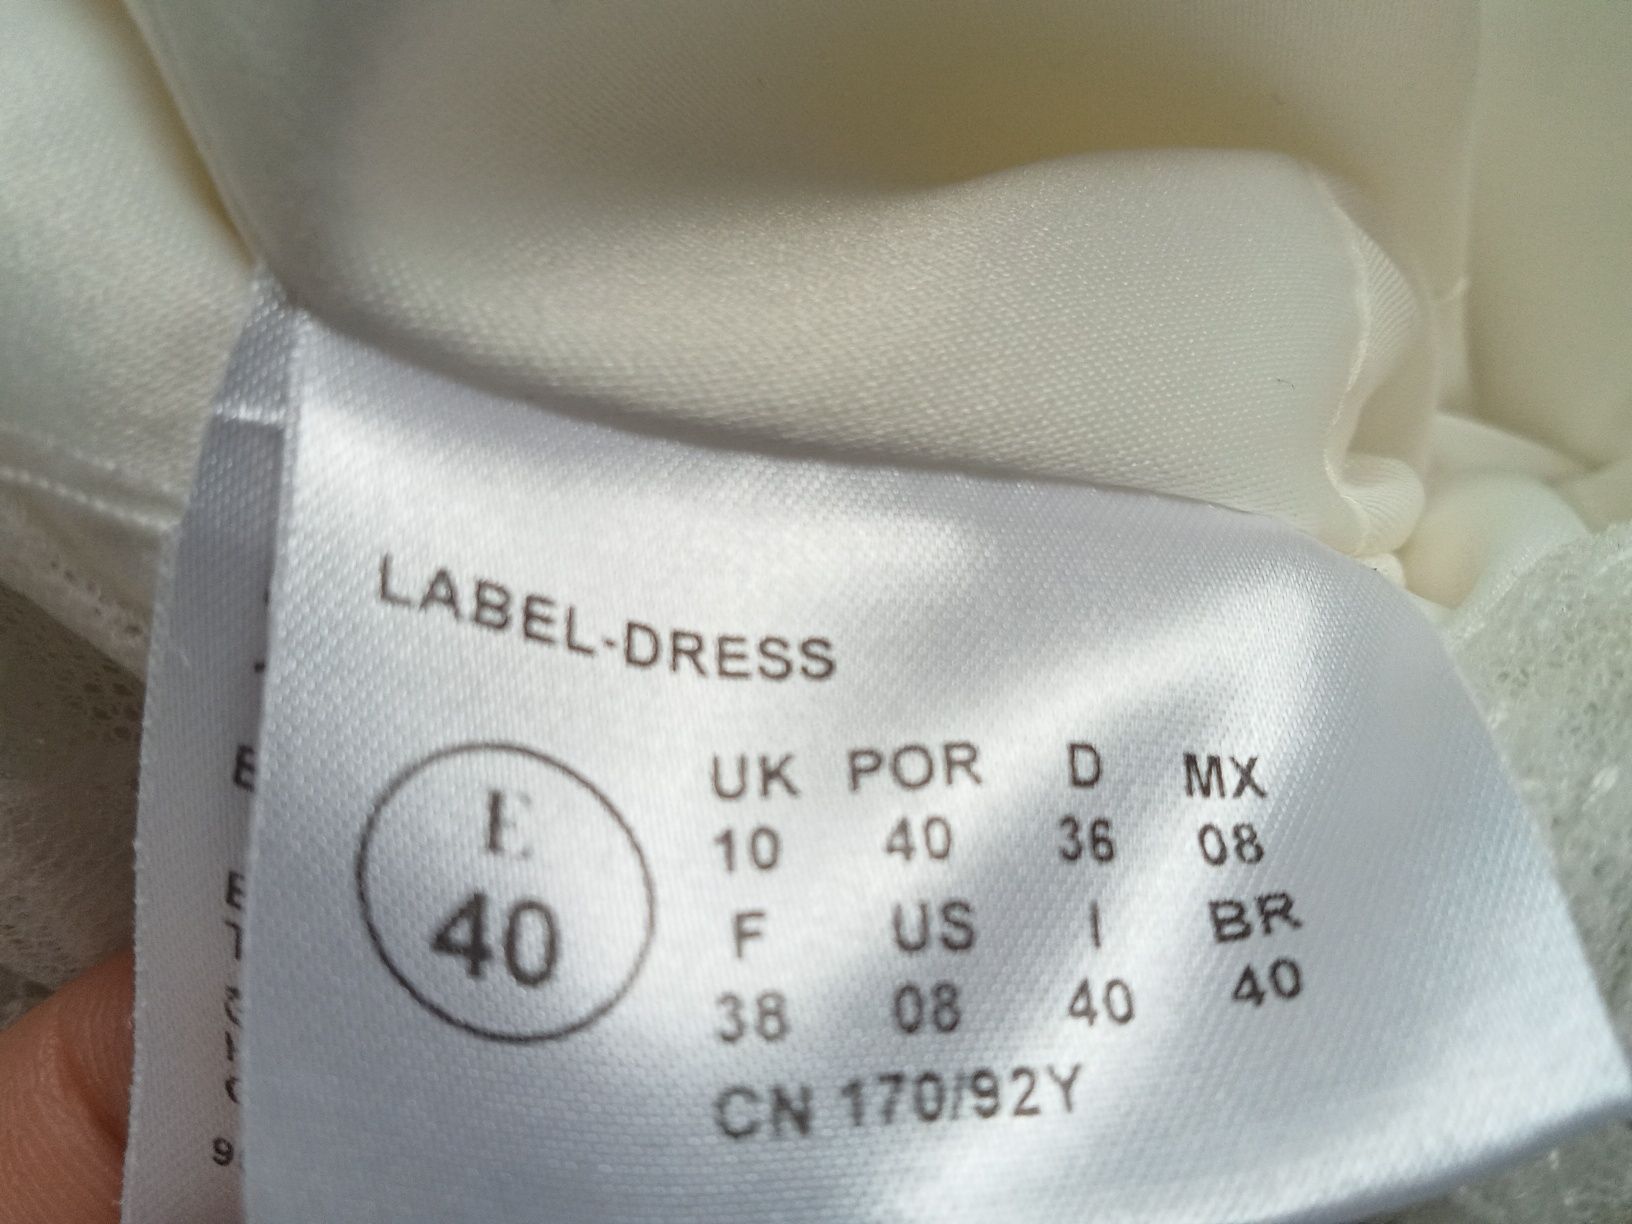 LABEL-DRESS
E
40
UK POR D MX
10 40 36 08
F US I BR
38 08 40 40
CN 170/92Y